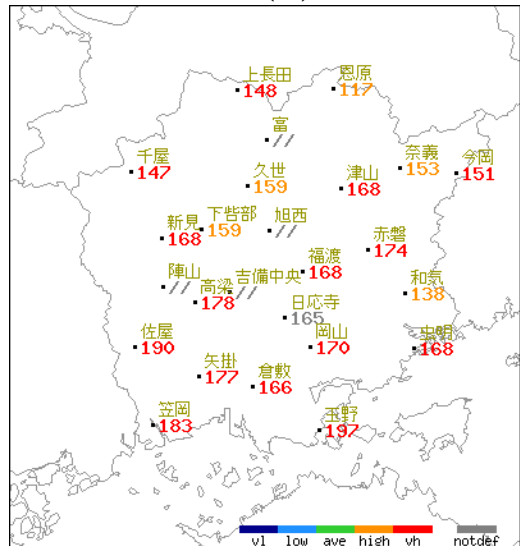 上長田
148
恩原
117
富
//
千屋
147
久世
159
津山
168
奈義
153
今岡
151
新見
168
下呰部
159
旭西
//
赤磐
174
福渡
168
陣山
//
高梁
178
吉備中央
//
日応寺
165
和気
138
佐屋
190
岡山
170
虫明
168
矢掛
177
倉敷
166
笠岡
183
玉野
197
vl low ave high vh notdef